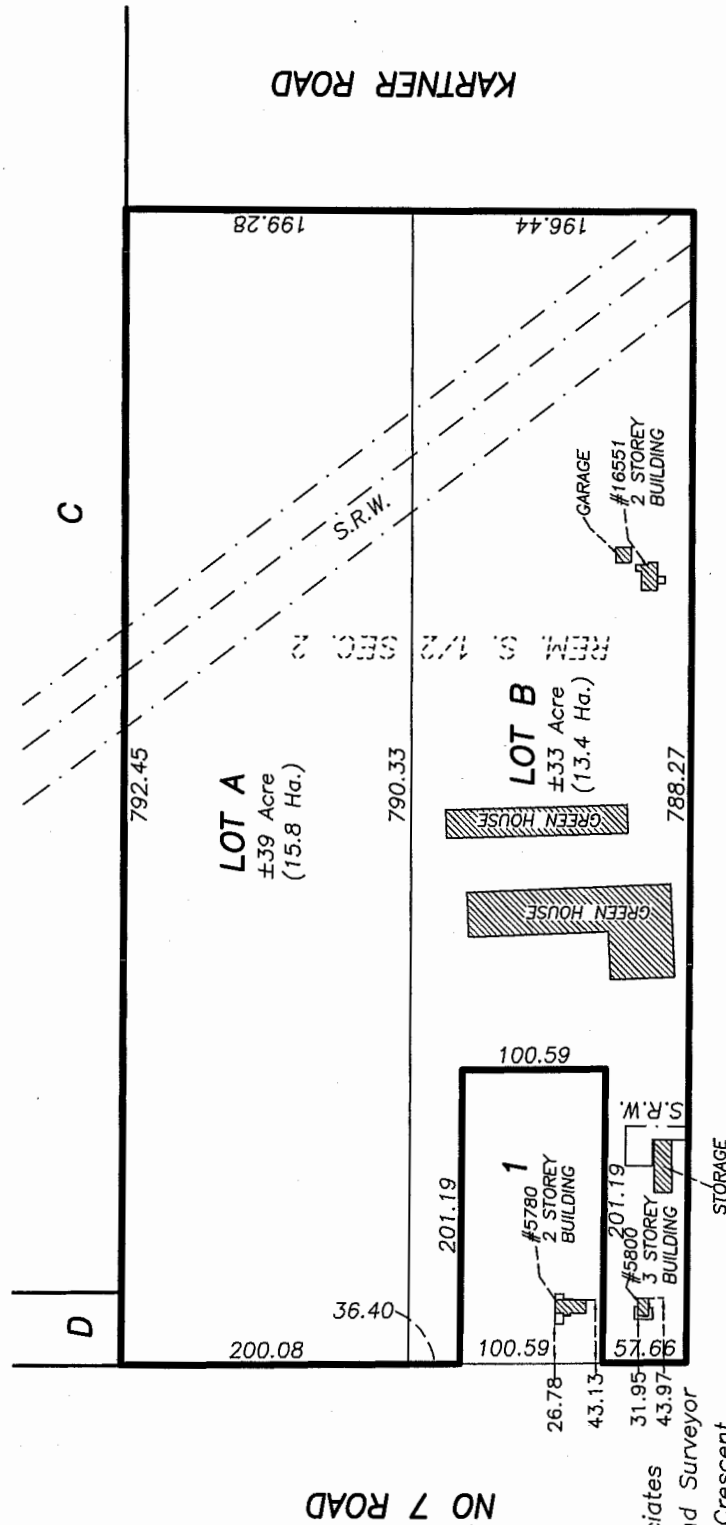 KARTNER ROAD
C
199.28
196.44
S.R.W.
GARAGE
#16551
2 STOREY
BUILDING
REM. S. 1/2 SEC. 2
792.45
790.33
788.27
LOT A
±39 Acre
(15.8 Ha.)
LOT B
±33 Acre
(13.4 Ha.)
GREEN HOUSE
GREEN HOUSE
100.59
S.R.W.
201.19
201.19
STORAGE
1
#5780
2 STOREY
BUILDING
#5800
3 STOREY
BUILDING
D
36.40
200.08
100.59
57.66
26.78
43.13
31.95
43.97
NO 7 ROAD
ciates
nd Surveyor
Crescent